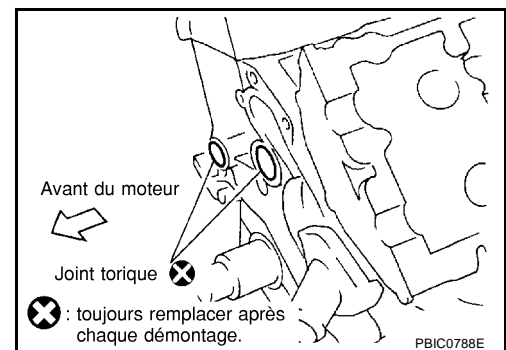 Avant du moteur
Joint torique
: toujours remplacer après
chaque démontage.
PBIC0788E